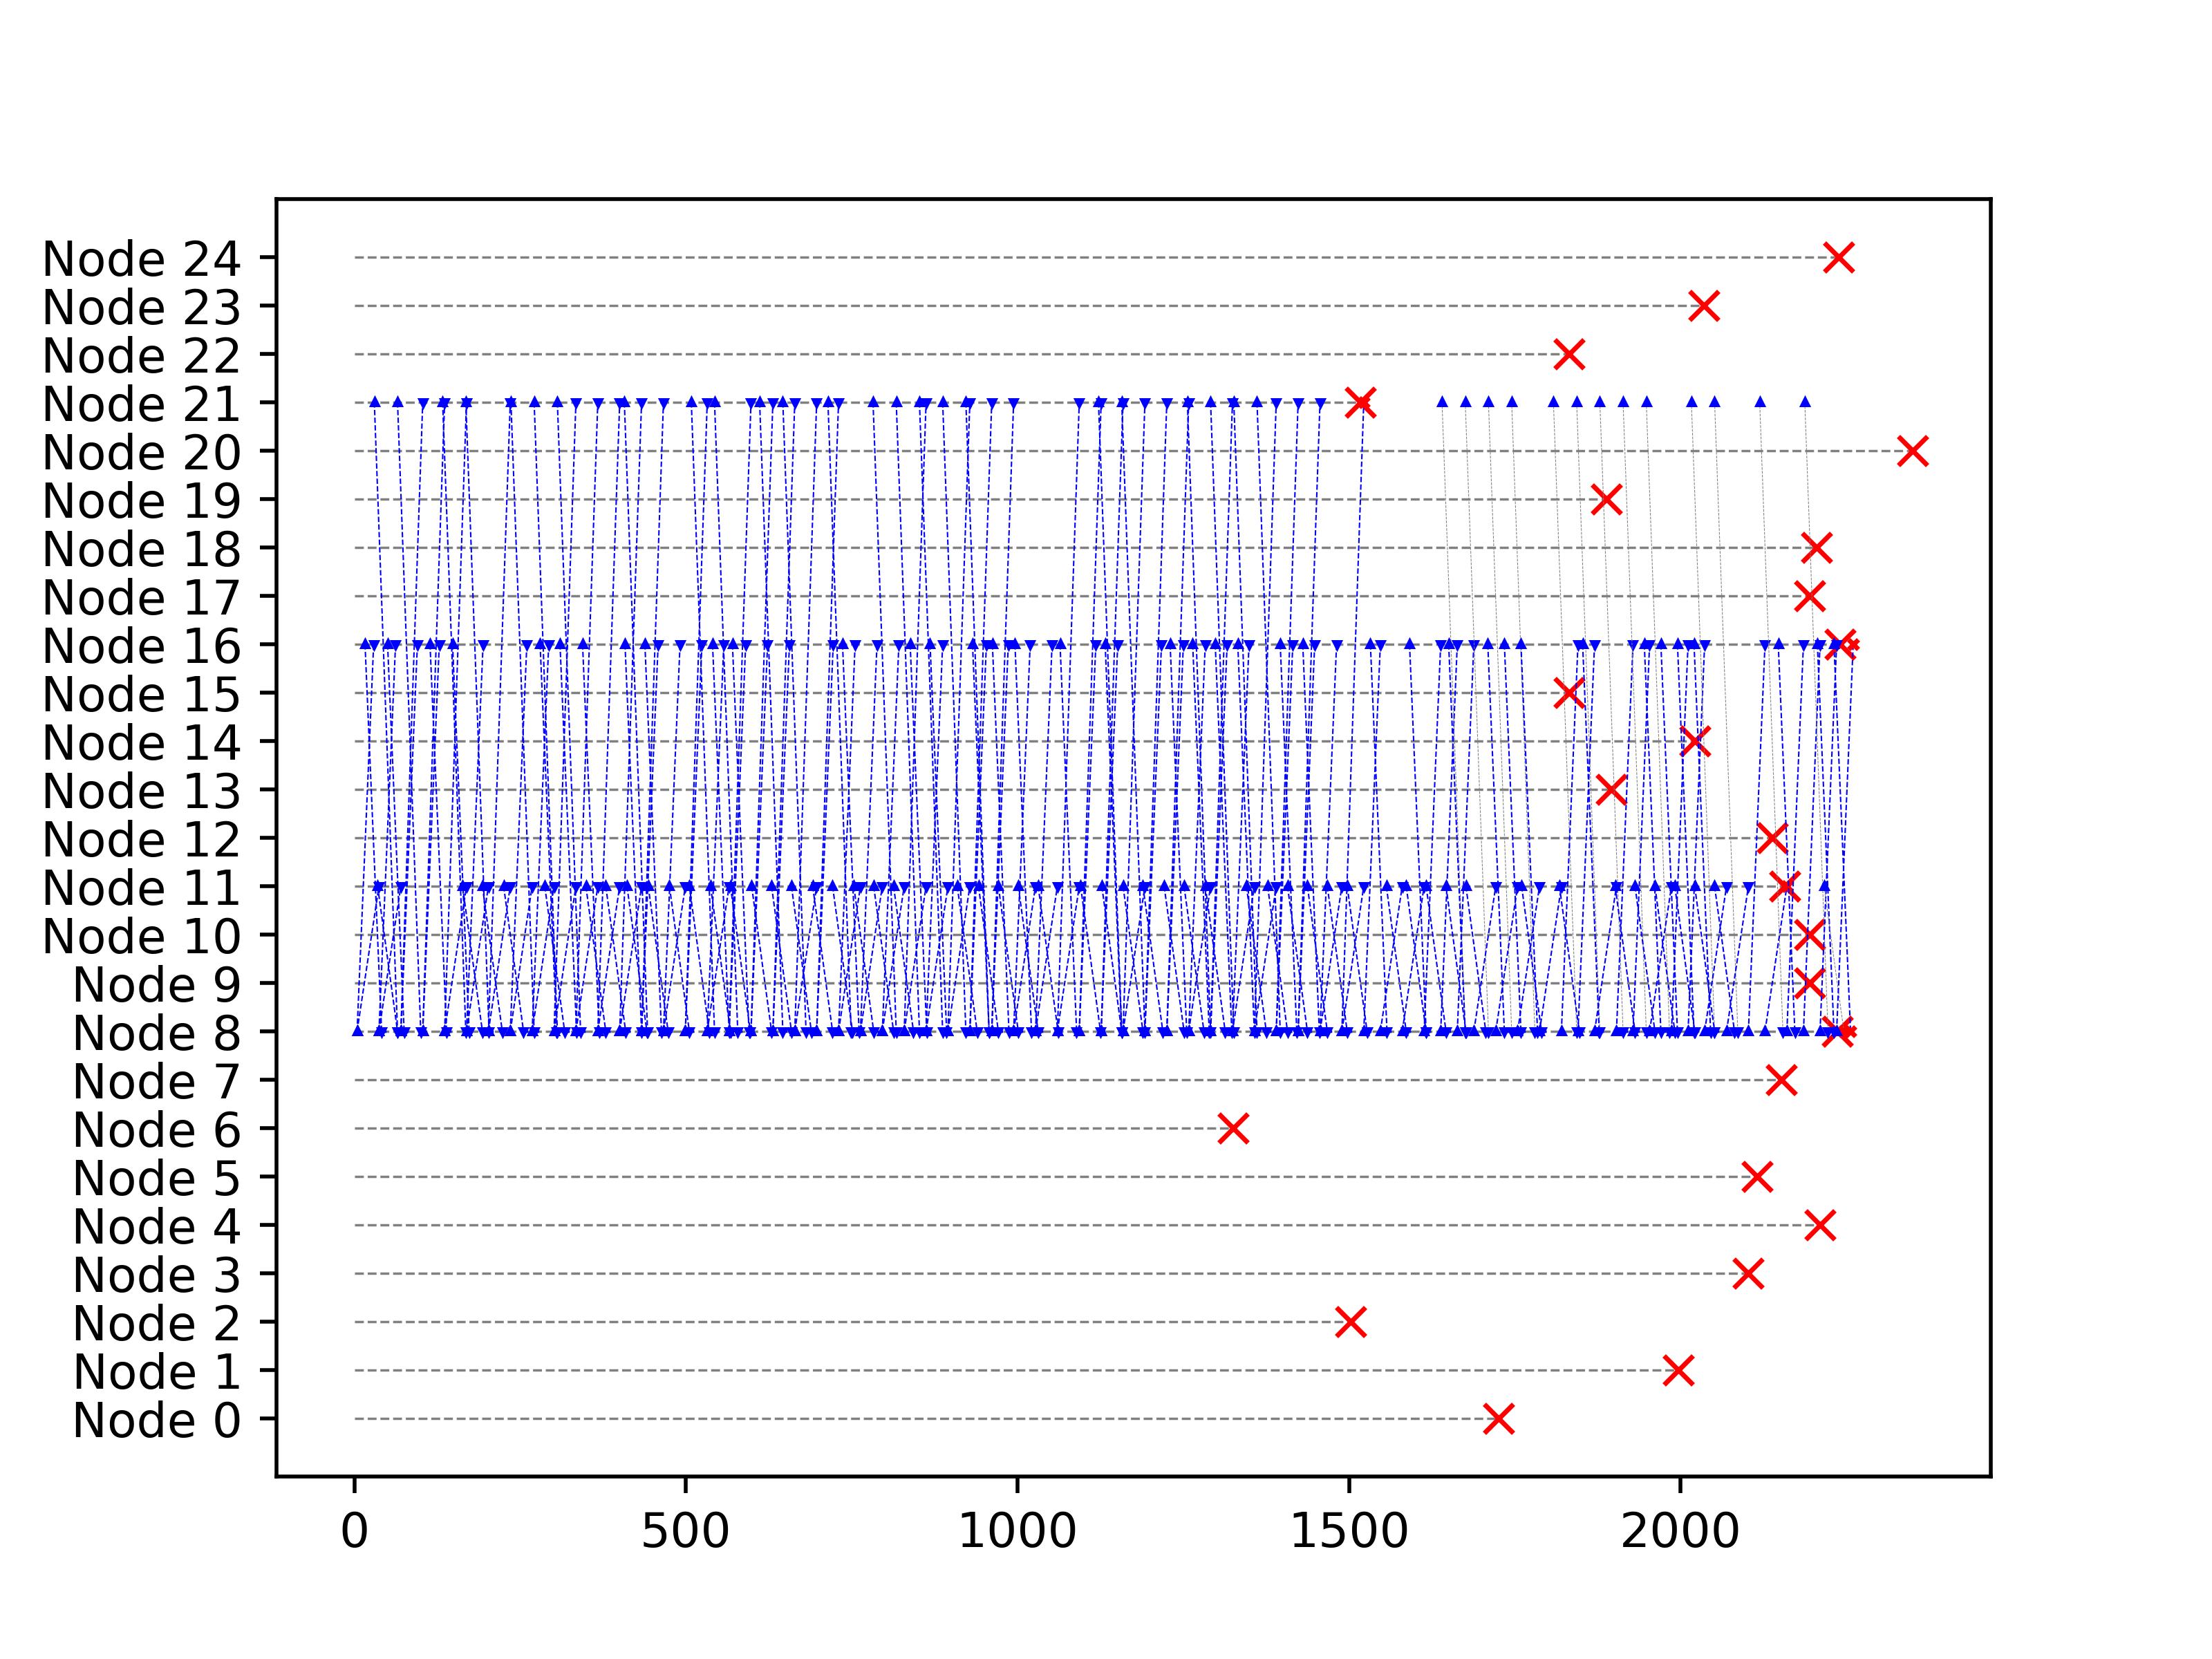 Node 24
Node 23
Node 22
Node 21
Node 20
Node 19
Node 18
Node 17
Node 16
Node 15
Node 14
Node 13
Node 12
Node 11
Node 10
Node 9
Node 8
Node 7
Node 6
Node 5
Node 4
Node 3
Node 2
Node 1
Node 0
0 500 1000 1500 2000